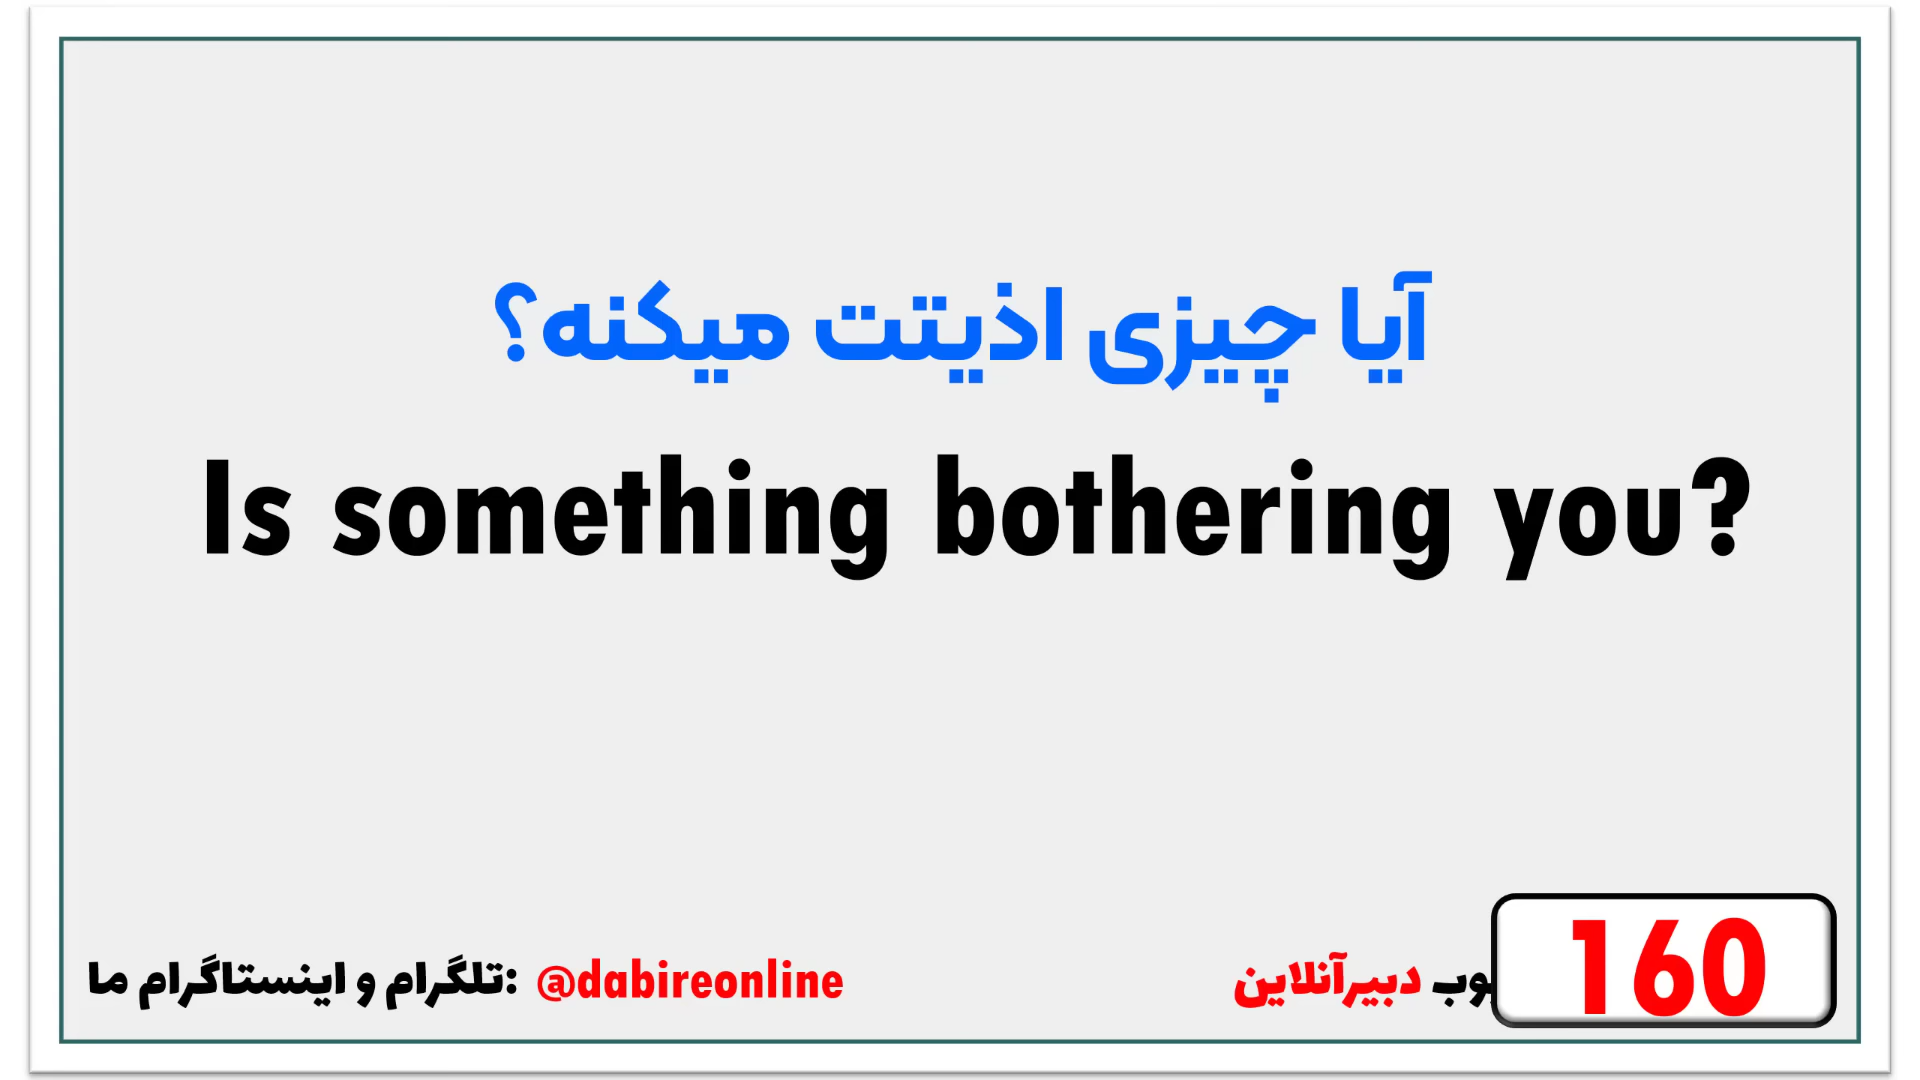 آیا چیزی اذیتت میکنه؟
Is something bothering you?
تلگرام و اینستاگرام ما: @dabireonline
دبیرآنلاین
160